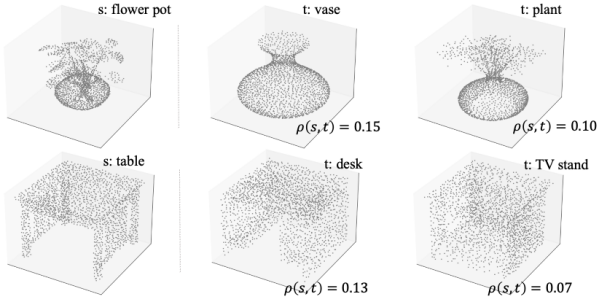 s: flower pot
t: vase
t: plant
ρ(s,t) = 0.15
ρ(s,t) = 0.10
s: table
t: desk
t: TV stand
ρ(s,t) = 0.13
ρ(s,t) = 0.07